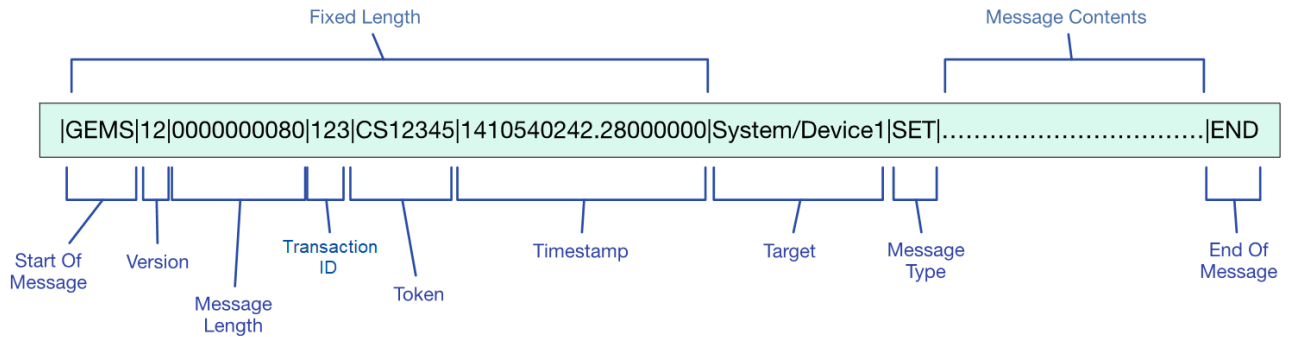 Fixed Length
Message Contents
|GEMS|12|0000000080|123|CS12345|1410540242.28000000|System/Device1|SET|.................................|END
Start Of
Message
Version
Message
Length
Transaction
ID
Token
Timestamp
Target
Message
Type
End Of
Message